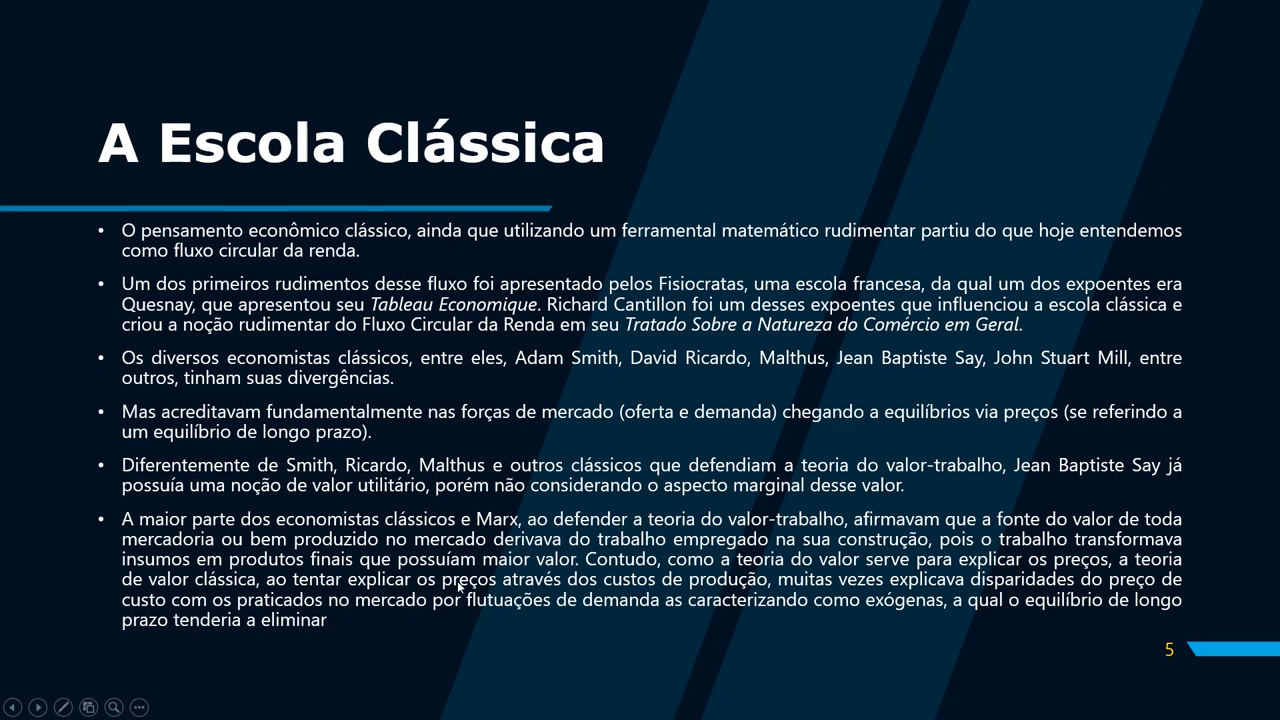 A Escola Clássica
• O pensamento econômico clássico, ainda que utilizando um ferramental matemático rudimentar partiu do que hoje entendemos
como fluxo circular da renda.
• Um dos primeiros rudimentos desse fluxo foi apresentado pelos Fisiocratas, uma escola francesa, da qual um dos expoentes era
Quesnay, que apresentou seu Tableau Economique. Richard Cantillon foi um desses expoentes que influenciou a escola clássica e
criou a noção rudimentar do Fluxo Circular da Renda em seu Tratado Sobre a Natureza do Comércio em Geral.
• Os diversos economistas clássicos, entre eles, Adam Smith, David Ricardo, Malthus, Jean Baptiste Say, John Stuart Mill, entre
outros, tinham suas divergências.
• Mas acreditavam fundamentalmente nas forças de mercado (oferta e demanda) chegando a equilíbrios via preços (se referindo a
um equilíbrio de longo prazo).
• Diferentemente de Smith, Ricardo, Malthus e outros clássicos que defendiam a teoria do valor-trabalho, Jean Baptiste Say já
possuía uma noção de valor utilitário, porém não considerando o aspecto marginal desse valor.
• A maior parte dos economistas clássicos e Marx, ao defender a teoria do valor-trabalho, afirmavam que a fonte do valor de toda
mercadoria ou bem produzido no mercado derivava do trabalho empregado na sua construção, pois o trabalho transformava
insumos em produtos finais que possuíam maior valor. Contudo, como a teoria do valor serve para explicar os preços, a teoria
de valor clássica, ao tentar explicar os preços através dos custos de produção, muitas vezes explicava disparidades do preço de
custo com os praticados no mercado por flutuações de demanda as caracterizando como exógenas, a qual o equilíbrio de longo
prazo tenderia a eliminar
5